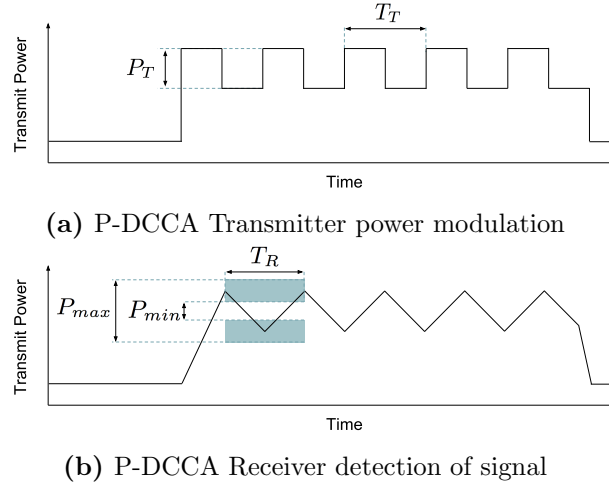 T_T
P_T
Transmit Power
Time
(a) P-DCCA Transmitter power modulation
T_R
P_max
P_min
Transmit Power
Time
(b) P-DCCA Receiver detection of signal